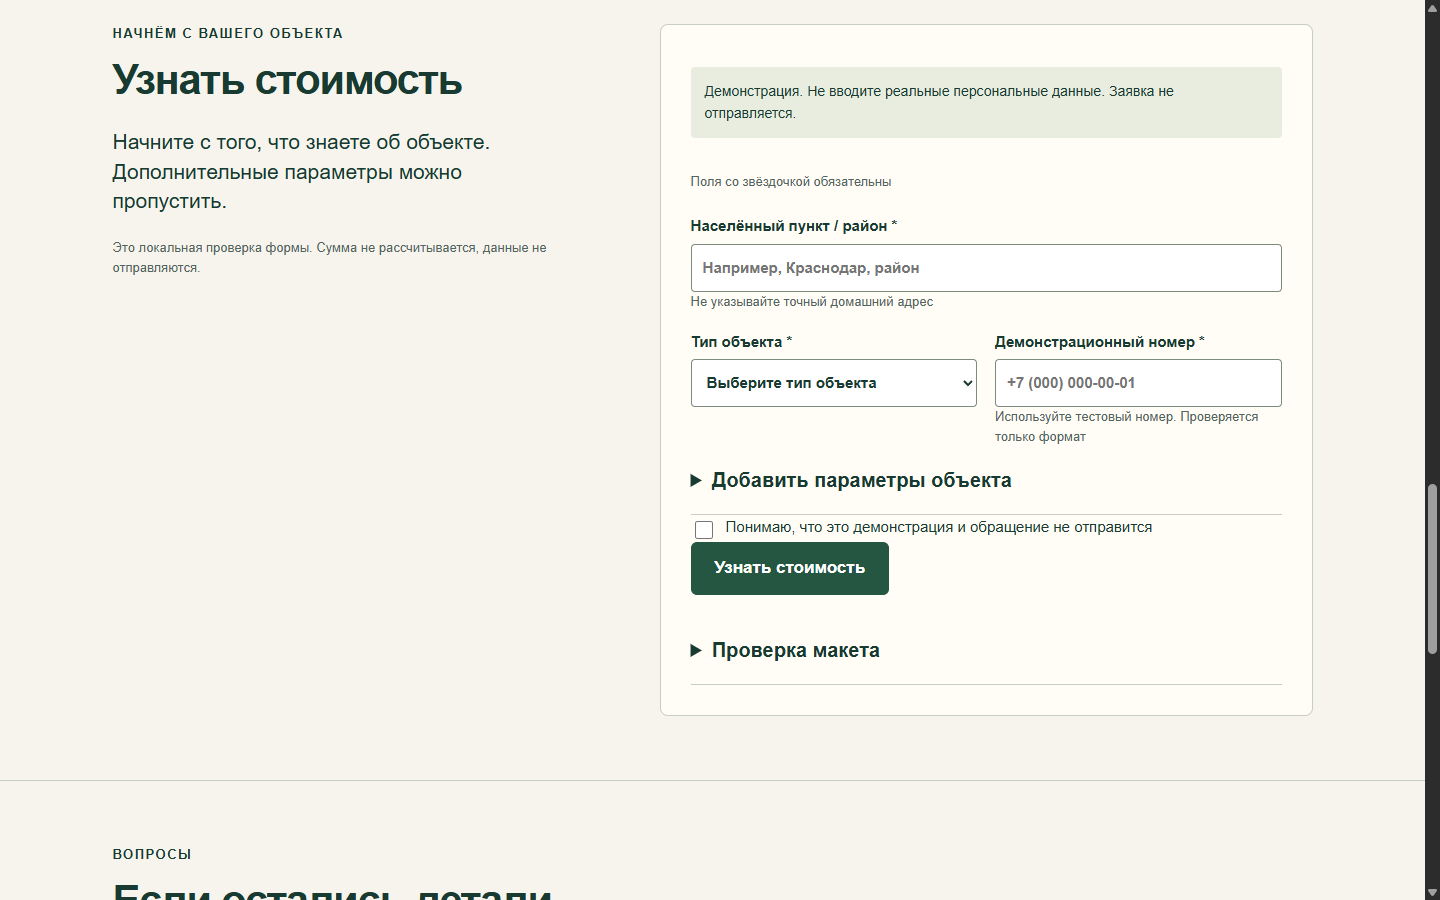 НАЧНЁМ С ВАШЕГО ОБЪЕКТА
Узнать стоимость
Начните с того, что знаете об объекте.
Дополнительные параметры можно
пропустить.
Это локальная проверка формы. Сумма не рассчитывается, данные не
отправляются.
Демонстрация. Не вводите реальные персональные данные. Заявка не
отправляется.
Поля со звёздочкой обязательны
Населённый пункт / район *
Например, Краснодар, район
Не указывайте точный домашний адрес
Тип объекта *
Выберите тип объекта
Демонстрационный номер *
+7 (000) 000-00-01
Используйте тестовый номер. Проверяется
только формат
Добавить параметры объекта
Понимаю, что это демонстрация и обращение не отправится
Узнать стоимость
Проверка макета
ВОПРОСЫ
Если остались детали